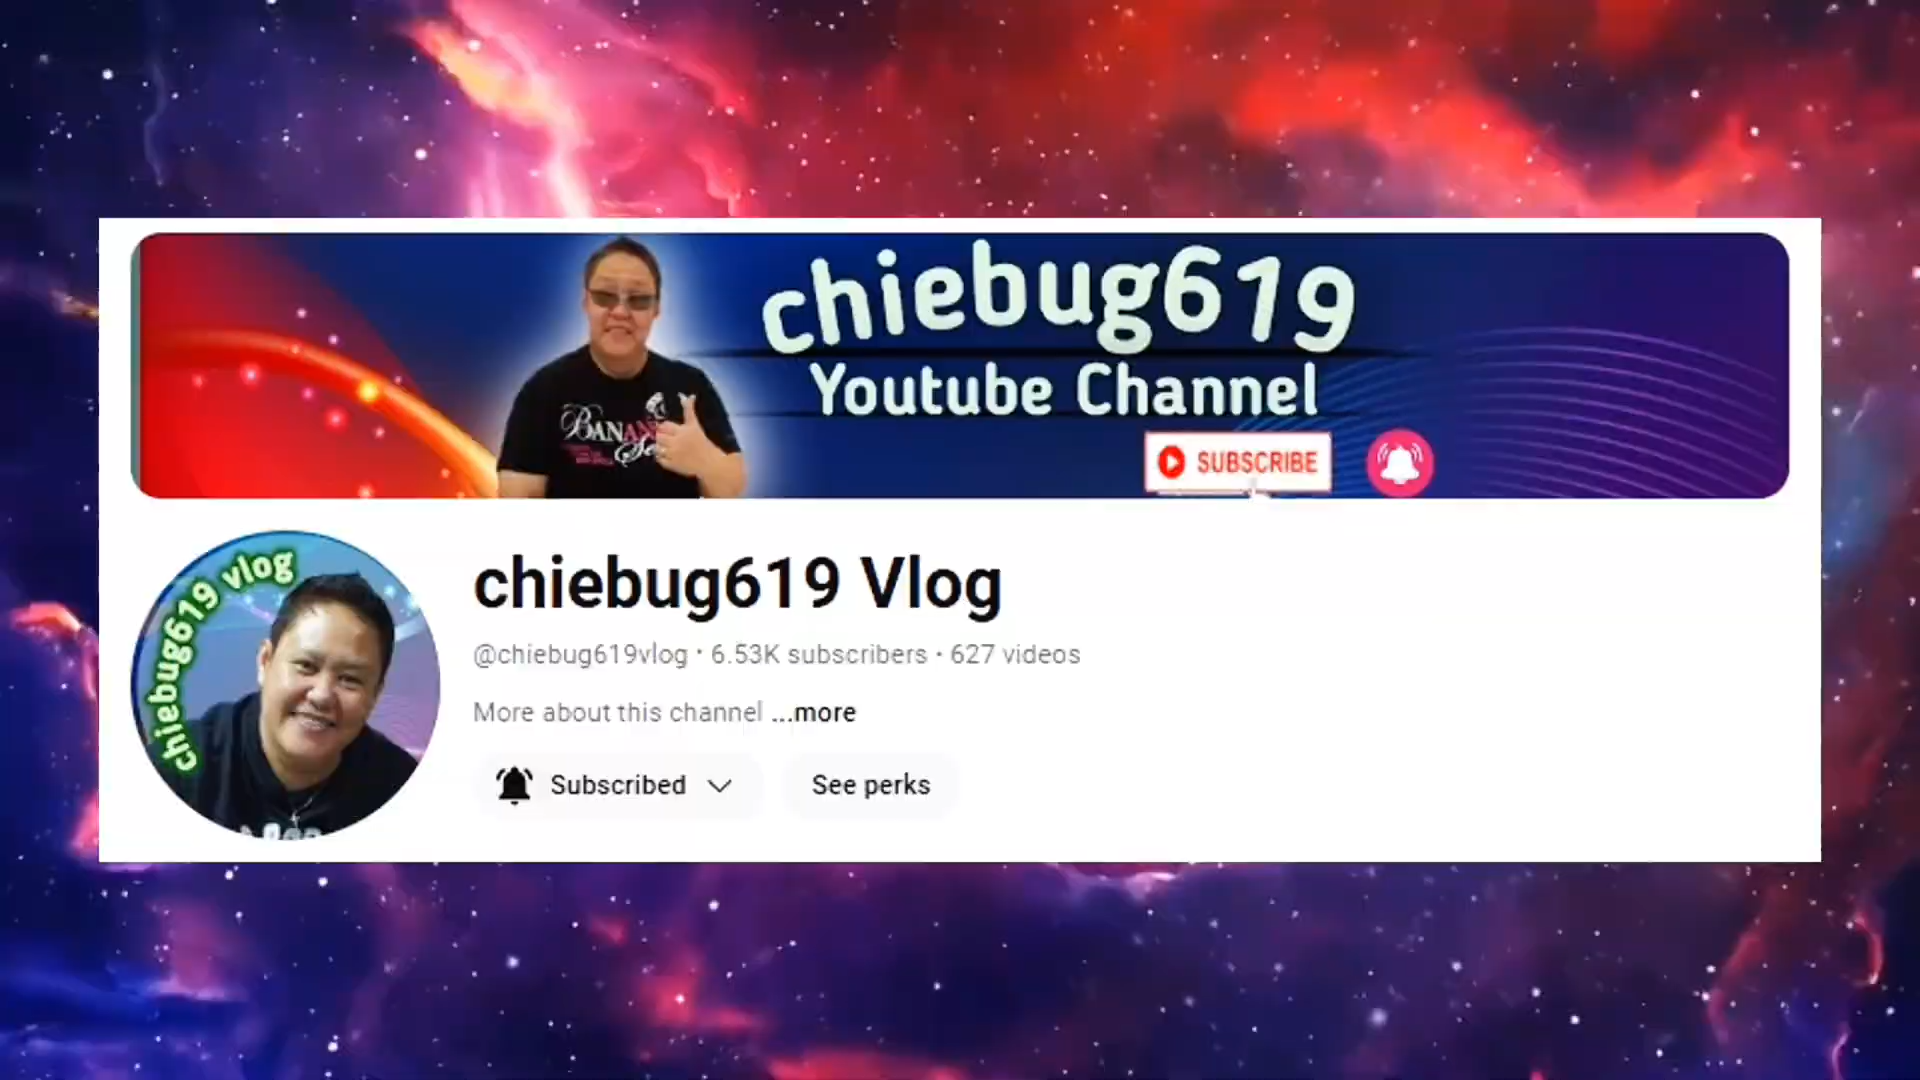 chiebug619
Youtube Channel
BANANA
SUBSCRIBE
chiebug619 vlog
chiebug619 Vlog
@chiebug619vlog • 6.53K subscribers • 627 videos
More about this channel ...more
Subscribed
See perks